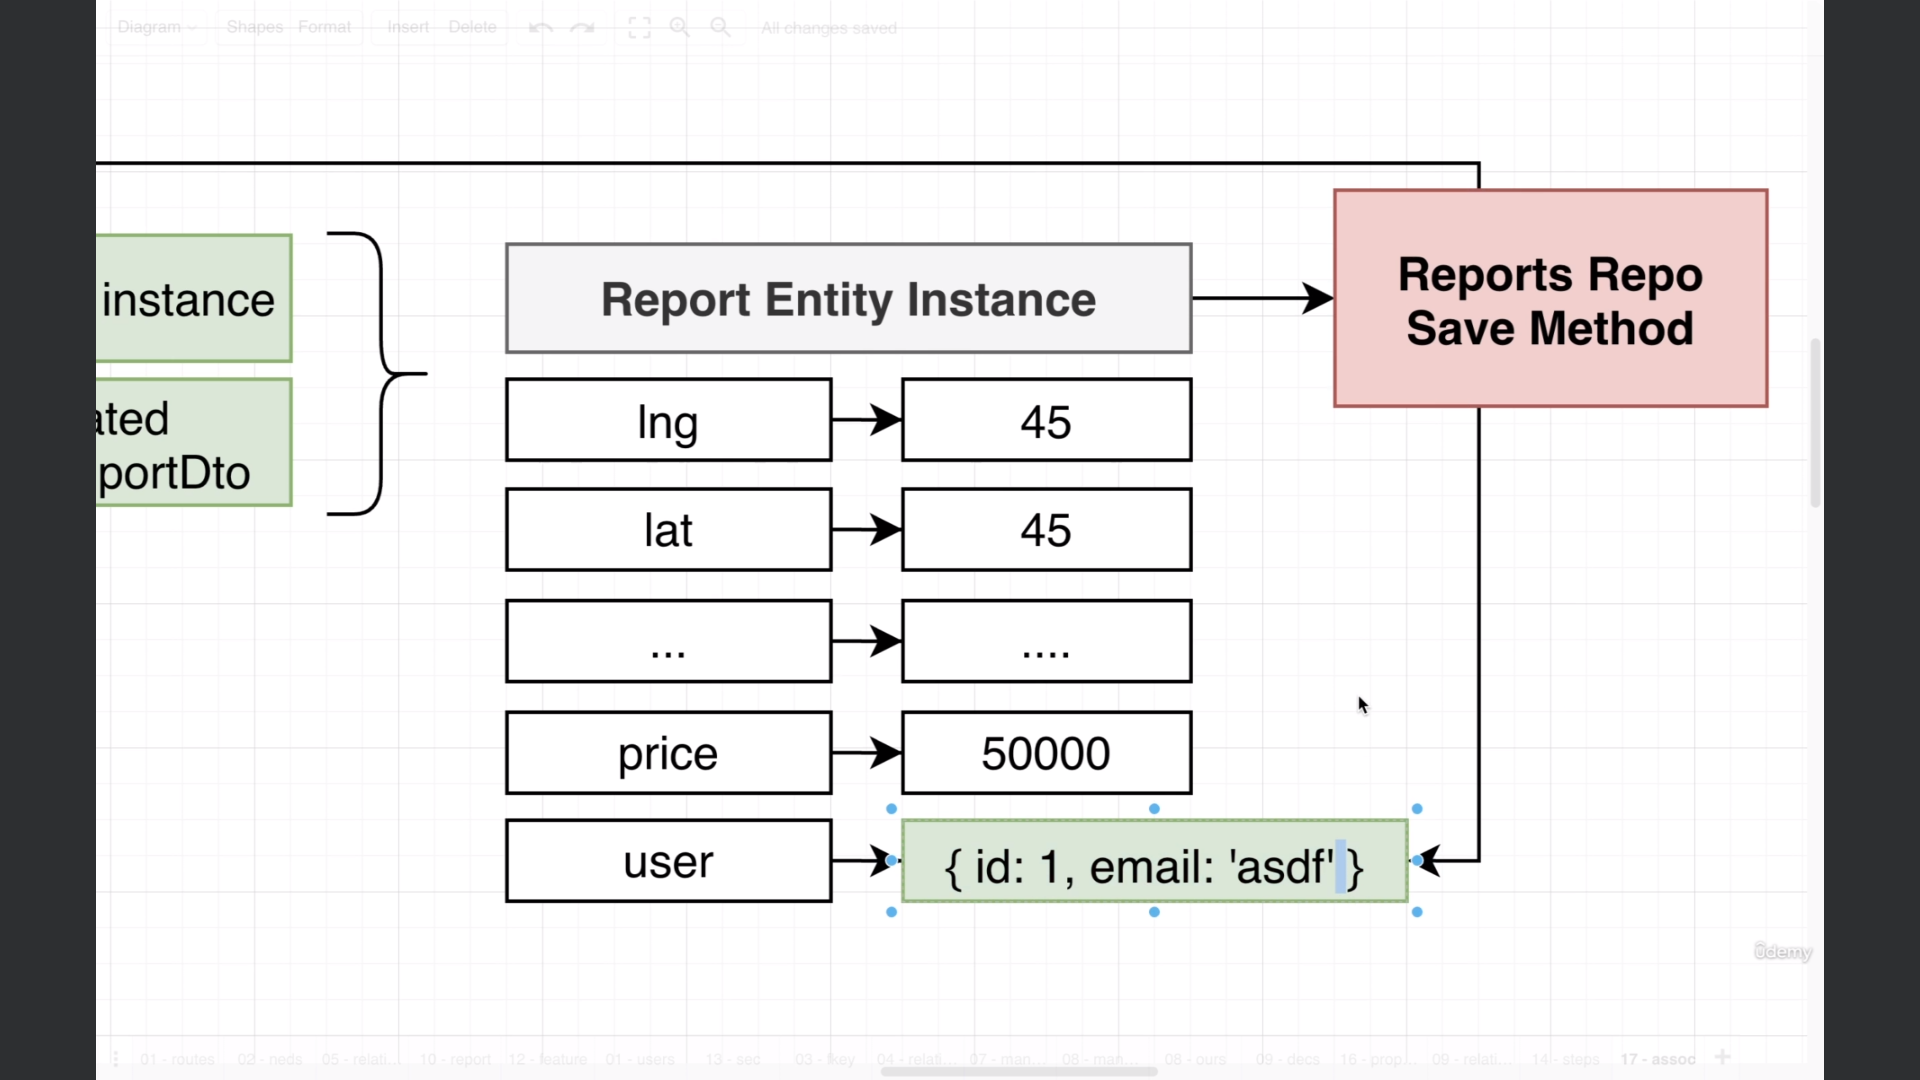 Diagram
Shapes
Format
Insert
Delete
All changes saved
instance
ated
portDto
Report Entity Instance
Reports Repo
Save Method
lng
45
lat
45
...
....
price
50000
user
{ id: 1, email: 'asdf' }
ûdemy
01 - routes
02 - neds
05 - relati...
10 - report
12 - feature
01 - users
13 - sec
03 - fkey
04 - relati...
07 - man...
08 - man...
08 - ours
09 - decs
16 - prop...
09 - relati...
14 - steps
17 - assoc